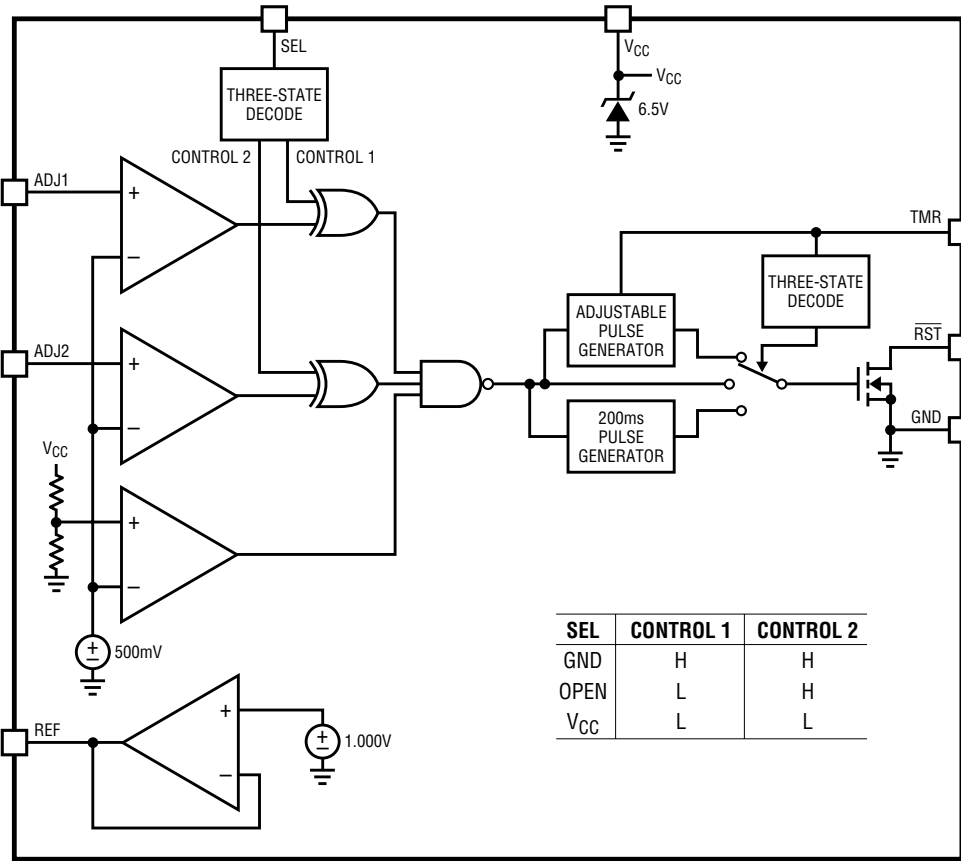 SEL
VCC
VCC
6.5V
THREE-STATE
DECODE
CONTROL 2
CONTROL 1
ADJ1
+
−
TMR
THREE-STATE
DECODE
ADJUSTABLE
PULSE
GENERATOR
RST
ADJ2
+
−
200ms
PULSE
GENERATOR
GND
VCC
+
−
+
−
500mV
SEL CONTROL 1 CONTROL 2
GND H H
OPEN L H
VCC L L
REF
+
−
+
−
1.000V